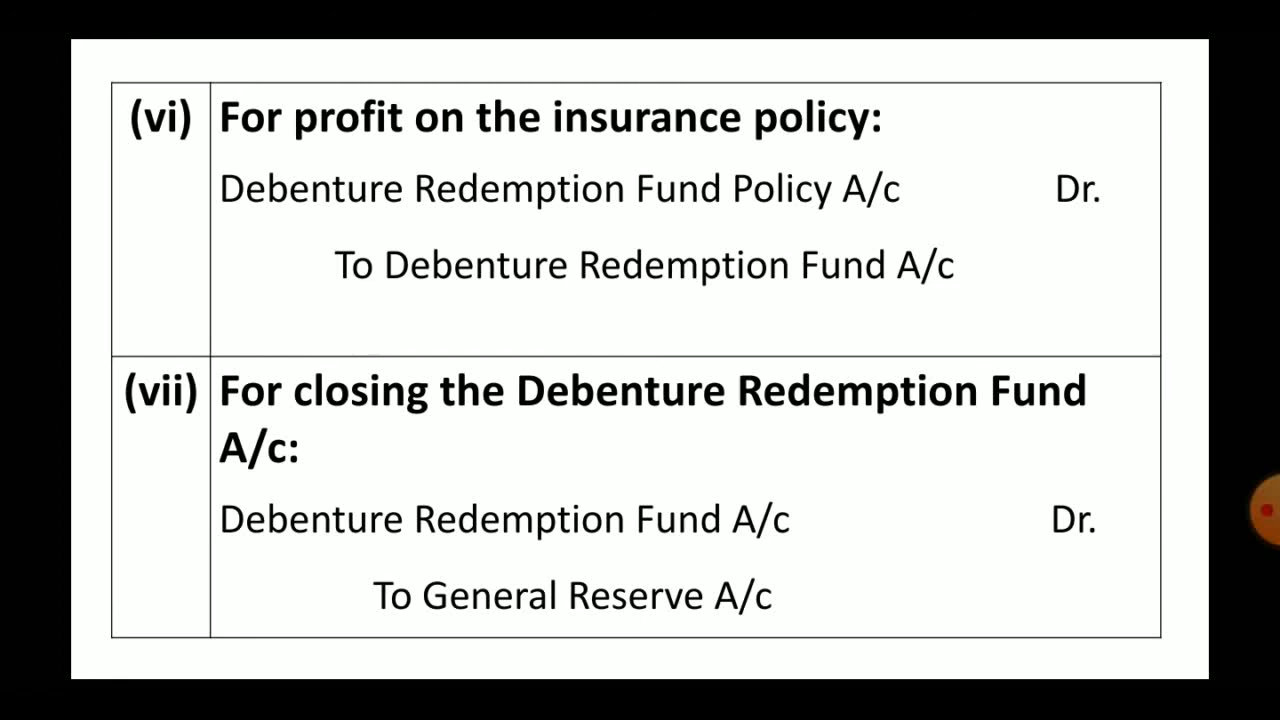 (vi) For profit on the insurance policy:
Debenture Redemption Fund Policy A/c Dr.
To Debenture Redemption Fund A/c
(vii) For closing the Debenture Redemption Fund
A/c:
Debenture Redemption Fund A/c Dr.
To General Reserve A/c